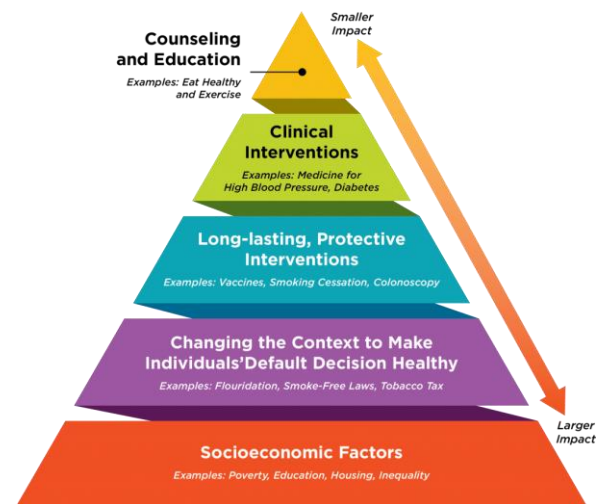 Smaller
Impact
Counseling
and Education
Examples: Eat Healthy
and Exercise
Clinical
Interventions
Examples: Medicine for
High Blood Pressure, Diabetes
Long-lasting, Protective
Interventions
Examples: Vaccines, Smoking Cessation, Colonoscopy
Changing the Context to Make
Individuals'Default Decision Healthy
Examples: Flouridation, Smoke-Free Laws, Tobacco Tax
Larger
Impact
Socioeconomic Factors
Examples: Poverty, Education, Housing, Inequality